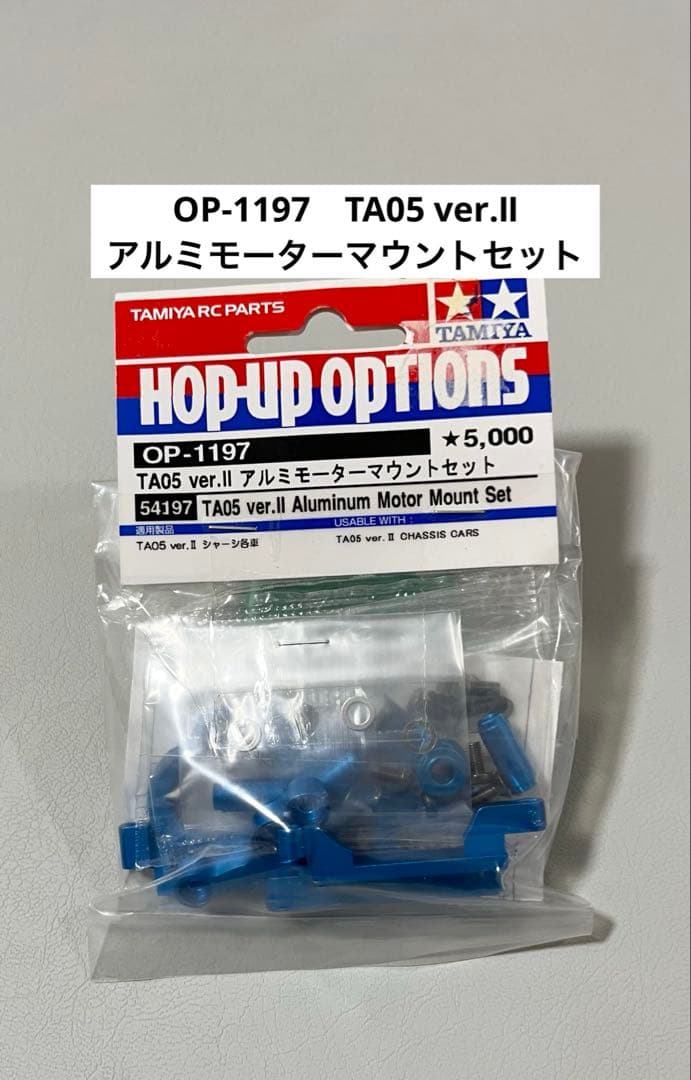 OP-1197　TA05 ver.II
アルミモーターマウントセット
TAMIYA RC PARTS
TAMIYA
HOP-UP OPTIONS
OP-1197
★5,000
TA05 ver.II アルミモーターマウントセット
54197 TA05 ver.II Aluminum Motor Mount Set
適用製品
USABLE WITH :
TA05 ver.Ⅱ シャーシ各車
TA05 ver. Ⅱ CHASSIS CARS